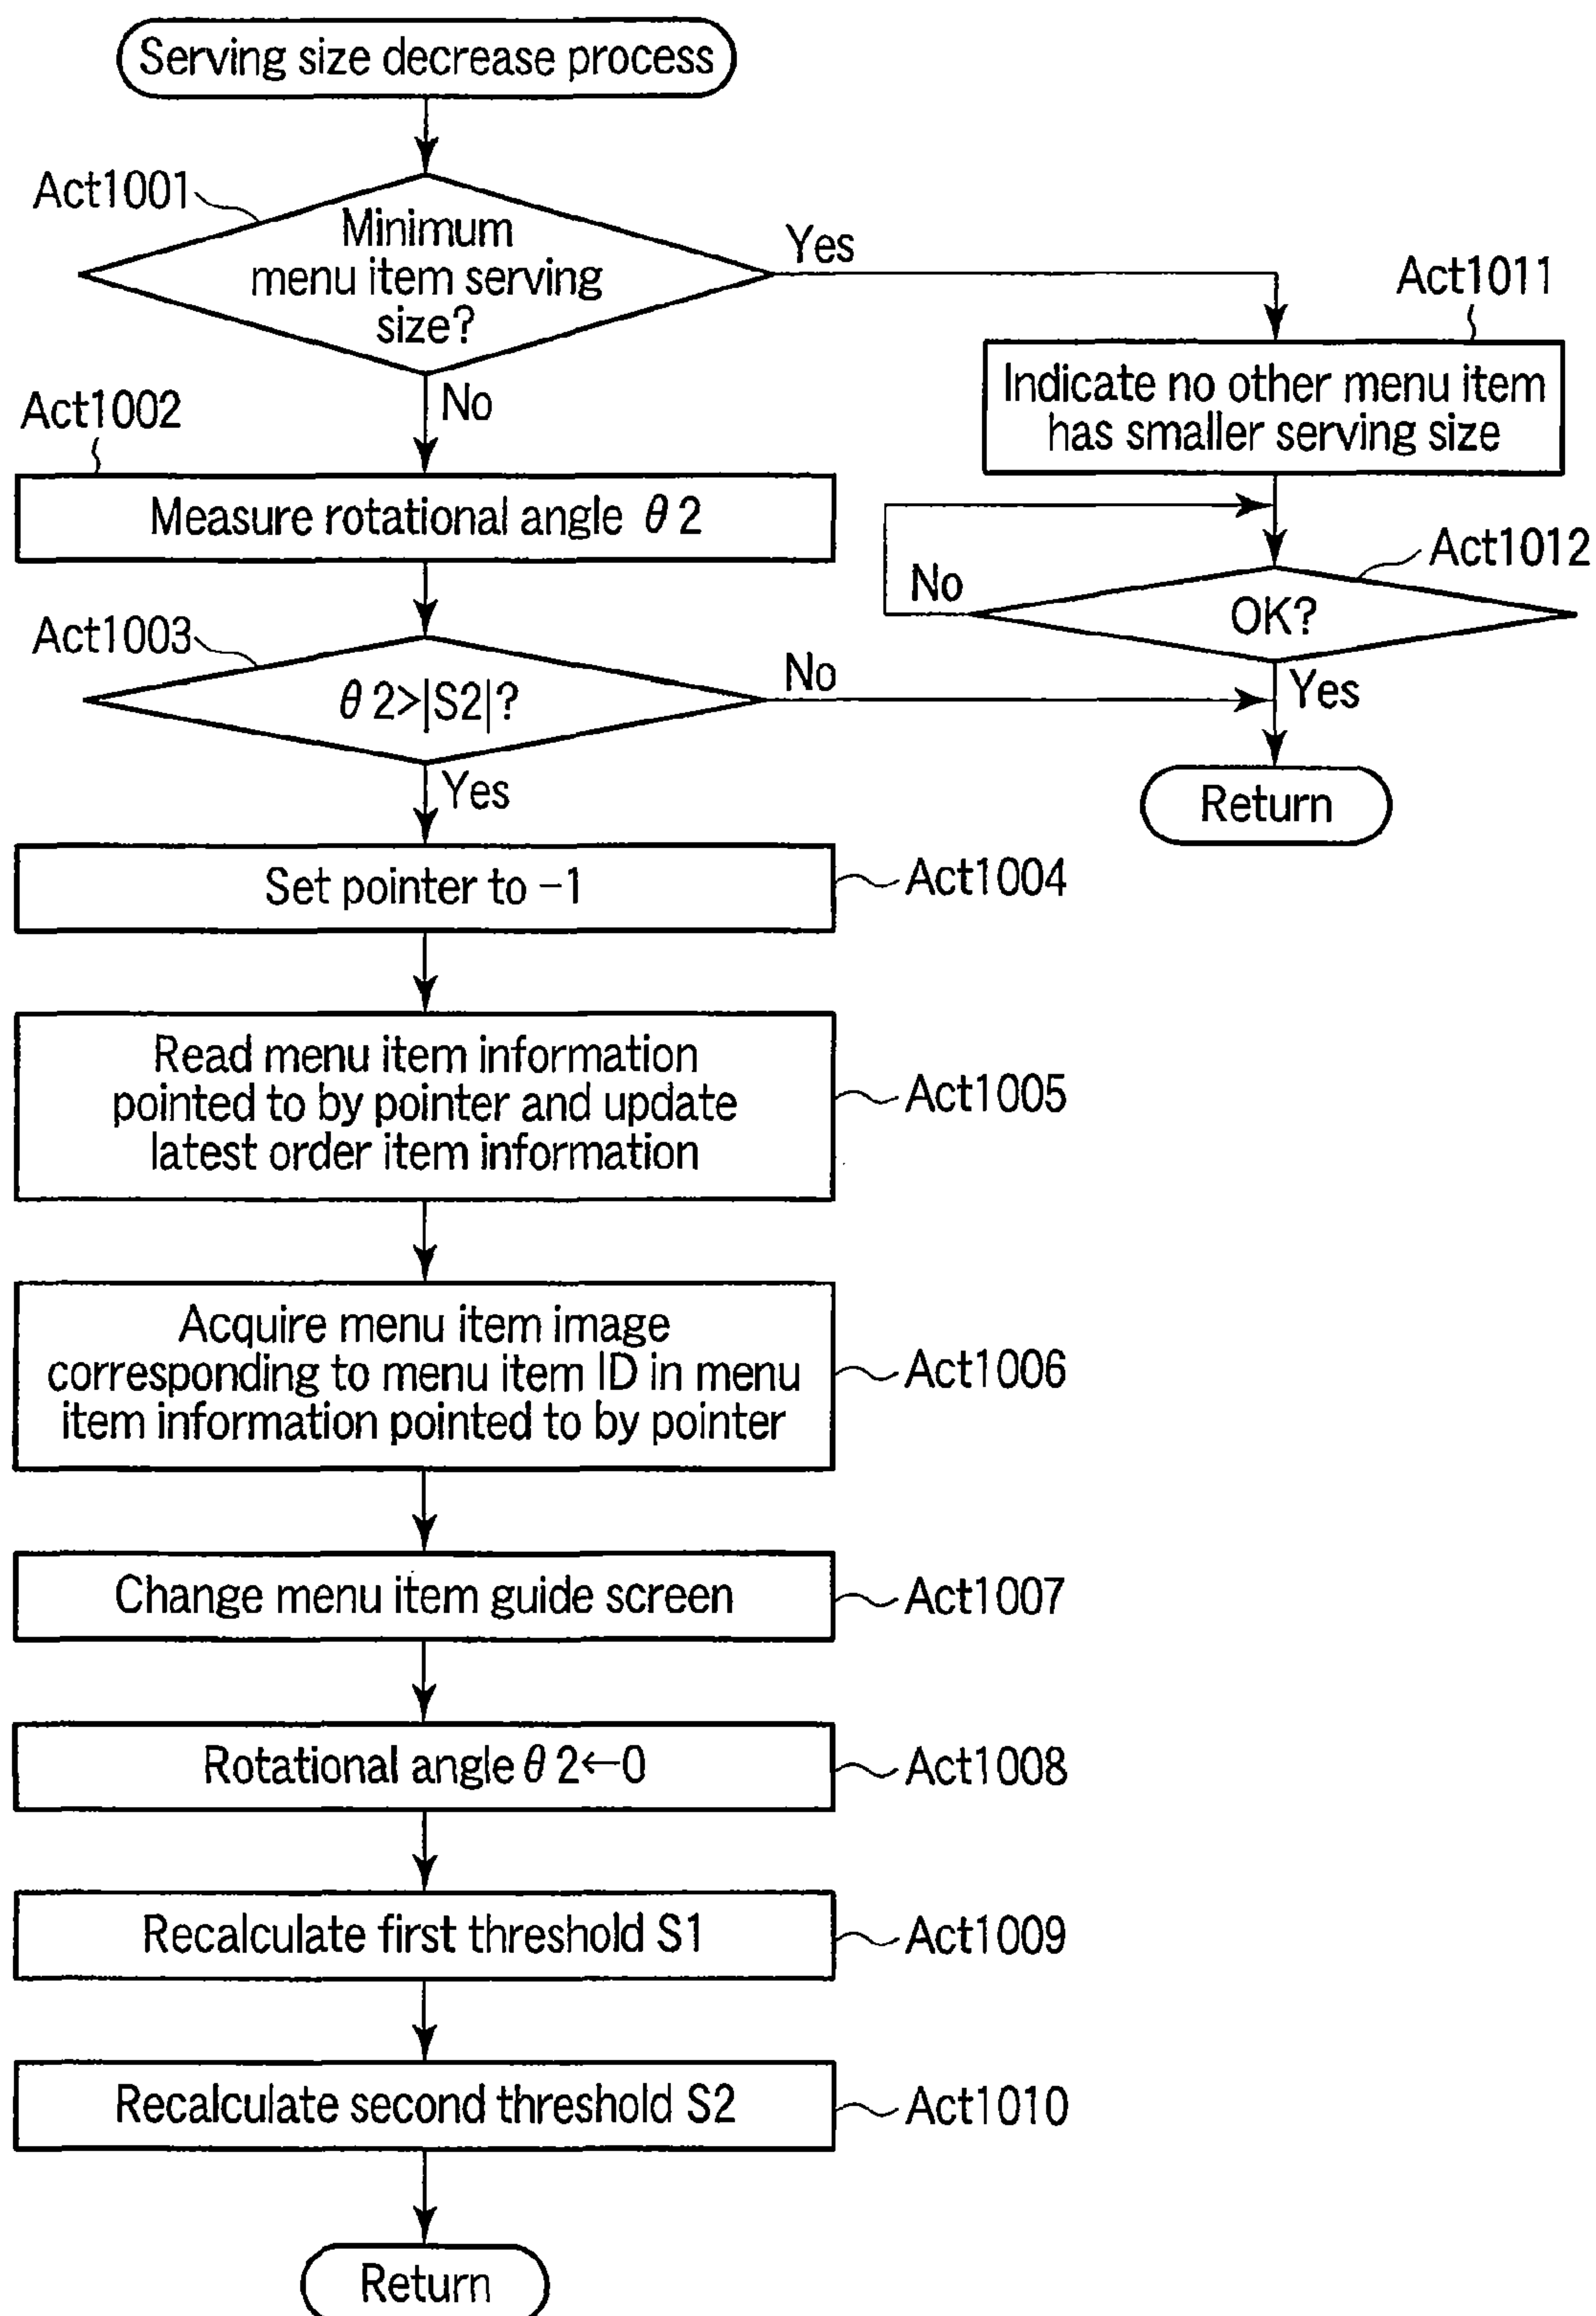 Serving size decrease process
Act1001
Minimum
menu item serving
size?
Yes
No
Act1011
Indicate no other menu item
has smaller serving size
Act1002
Measure rotational angle θ2
Act1012
OK?
No
Yes
Act1003
θ2>|S2|?
No
Yes
Return
Set pointer to -1
Act1004
Read menu item information
pointed to by pointer and update
latest order item information
Act1005
Acquire menu item image
corresponding to menu item ID in menu
item information pointed to by pointer
Act1006
Change menu item guide screen
Act1007
Rotational angle θ2←0
Act1008
Recalculate first threshold S1
Act1009
Recalculate second threshold S2
Act1010
Return